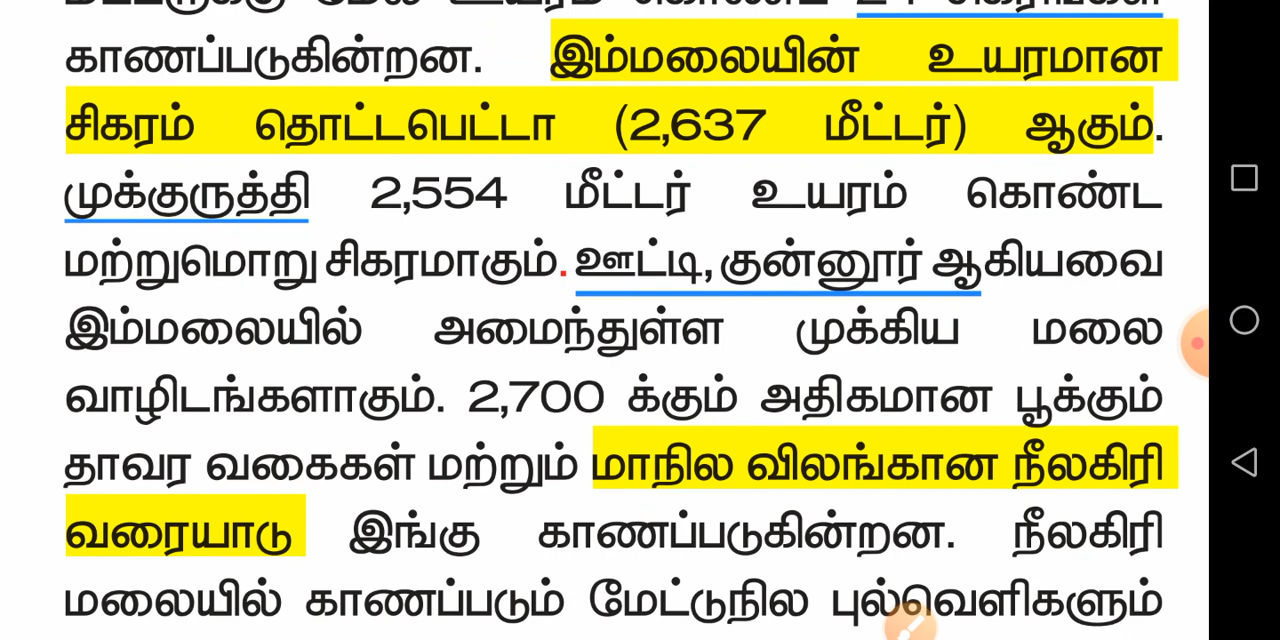 காணப்படுகின்றன. இம்மலையின் உயரமான
சிகரம் தொட்டபெட்டா (2,637 மீட்டர்) ஆகும்.
முக்குருத்தி 2,554 மீட்டர் உயரம் கொண்ட
மற்றுமொறு சிகரமாகும். ஊட்டி, குன்னூர் ஆகியவை
இம்மலையில் அமைந்துள்ள முக்கிய மலை
வாழிடங்களாகும். 2,700 க்கும் அதிகமான பூக்கும்
தாவர வகைகள் மற்றும் மாநில விலங்கான நீலகிரி
வரையாடு இங்கு காணப்படுகின்றன. நீலகிரி
மலையில் காணப்படும் மேட்டுநில புல்வெளிகளும்